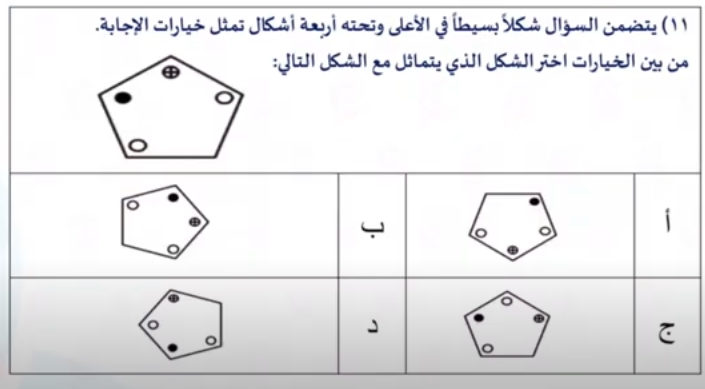 ١١) يتضمن السؤال شكلاً بسيطاً في الأعلى وتحته أربعة أشكال تمثل خيارات الإجابة.
من بين الخيارات اختر الشكل الذي يتماثل مع الشكل التالي:
أ
ب
ج
د